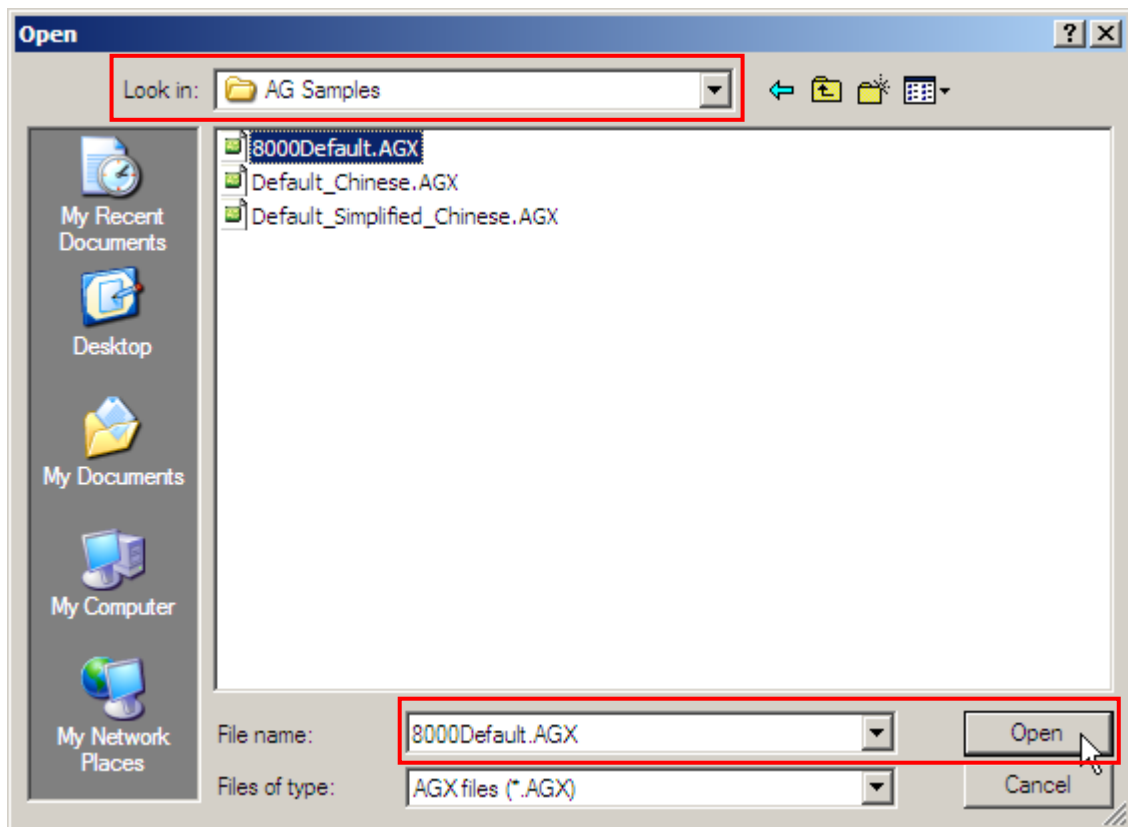 Open
Look in: AG Samples
8000Default.AGX
Default_Chinese.AGX
Default_Simplified_Chinese.AGX
My Recent
Documents
Desktop
My Documents
My Computer
My Network
Places
File name: 8000Default.AGX Open
Files of type: AGX files (*.AGX) Cancel